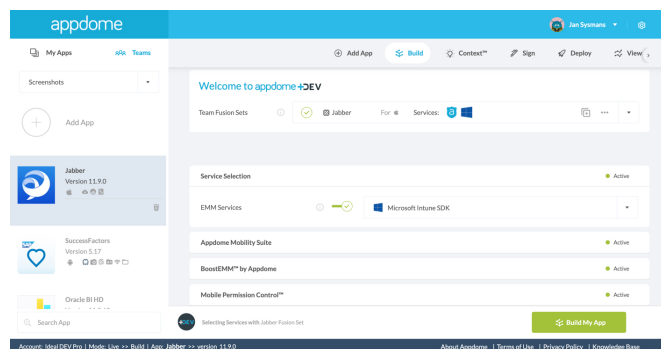 appdome
Jan Sysmans
My Apps
Teams
Add App
Build
Context™
Sign
Deploy
View
Screenshots
Welcome to appdome+DEV
Team Fusion Sets
Jabber
For
Services:
Add App
Jabber
Version 11.9.0
Service Selection
Active
EMM Services
Microsoft Intune SDK
SuccessFactors
Version 5.17
Appdome Mobility Suite
Active
BoostEMM™ by Appdome
Active
Oracle BI HD
Mobile Permission Control™
Active
Search App
+DEV
Selecting Services with Jabber Fusion Set
Build My App
Account: Ideal DEV Pro | Mode: Live >> Build | App: Jabber >> version 11.9.0
About Appdome | Terms of Use | Privacy Policy | Knowledge Base